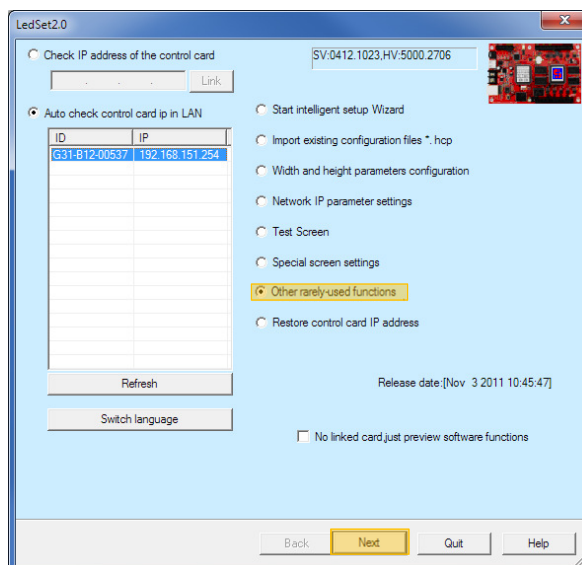 LedSet2.0
Check IP address of the control card
SV:0412.1023,HV:5000.2706
. . . Link
Auto check control card ip in LAN
Start intelligent setup Wizard
ID IP
Import existing configuration files *. hcp
G31-B12-00537 192.168.151.254
Width and height parameters configuration
Network IP parameter settings
Test Screen
Special screen settings
Other rarely-used functions
Restore control card IP address
Refresh
Release date:[Nov 3 2011 10:45:47]
Switch language
No linked card,just preview software functions
Back Next Quit Help